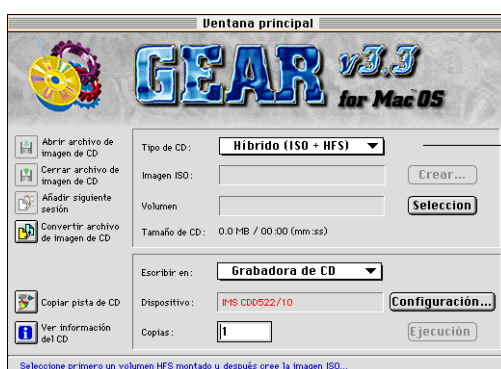 Ventana principal
GEAR v3.3
for Mac OS
Abrir archivo de
imagen de CD
Cerrar archivo de
imagen de CD
Añadir siguiente
sesión
Convertir archivo
de imagen de CD
Tipo de CD:
Híbrido (ISO + HFS)
Imagen ISO:
Crear...
Volumen
Seleccion
Tamaño de CD:
0.0 MB / 00:00 (mm:ss)
Escribir en:
Grabadora de CD
Copiar pista de CD
Dispositivo:
IMS CDD522/10
Configuración...
Ver información
del CD
Copias:
1
Ejecución
Seleccione primero un volumen HFS montado y después cree la imagen ISO...